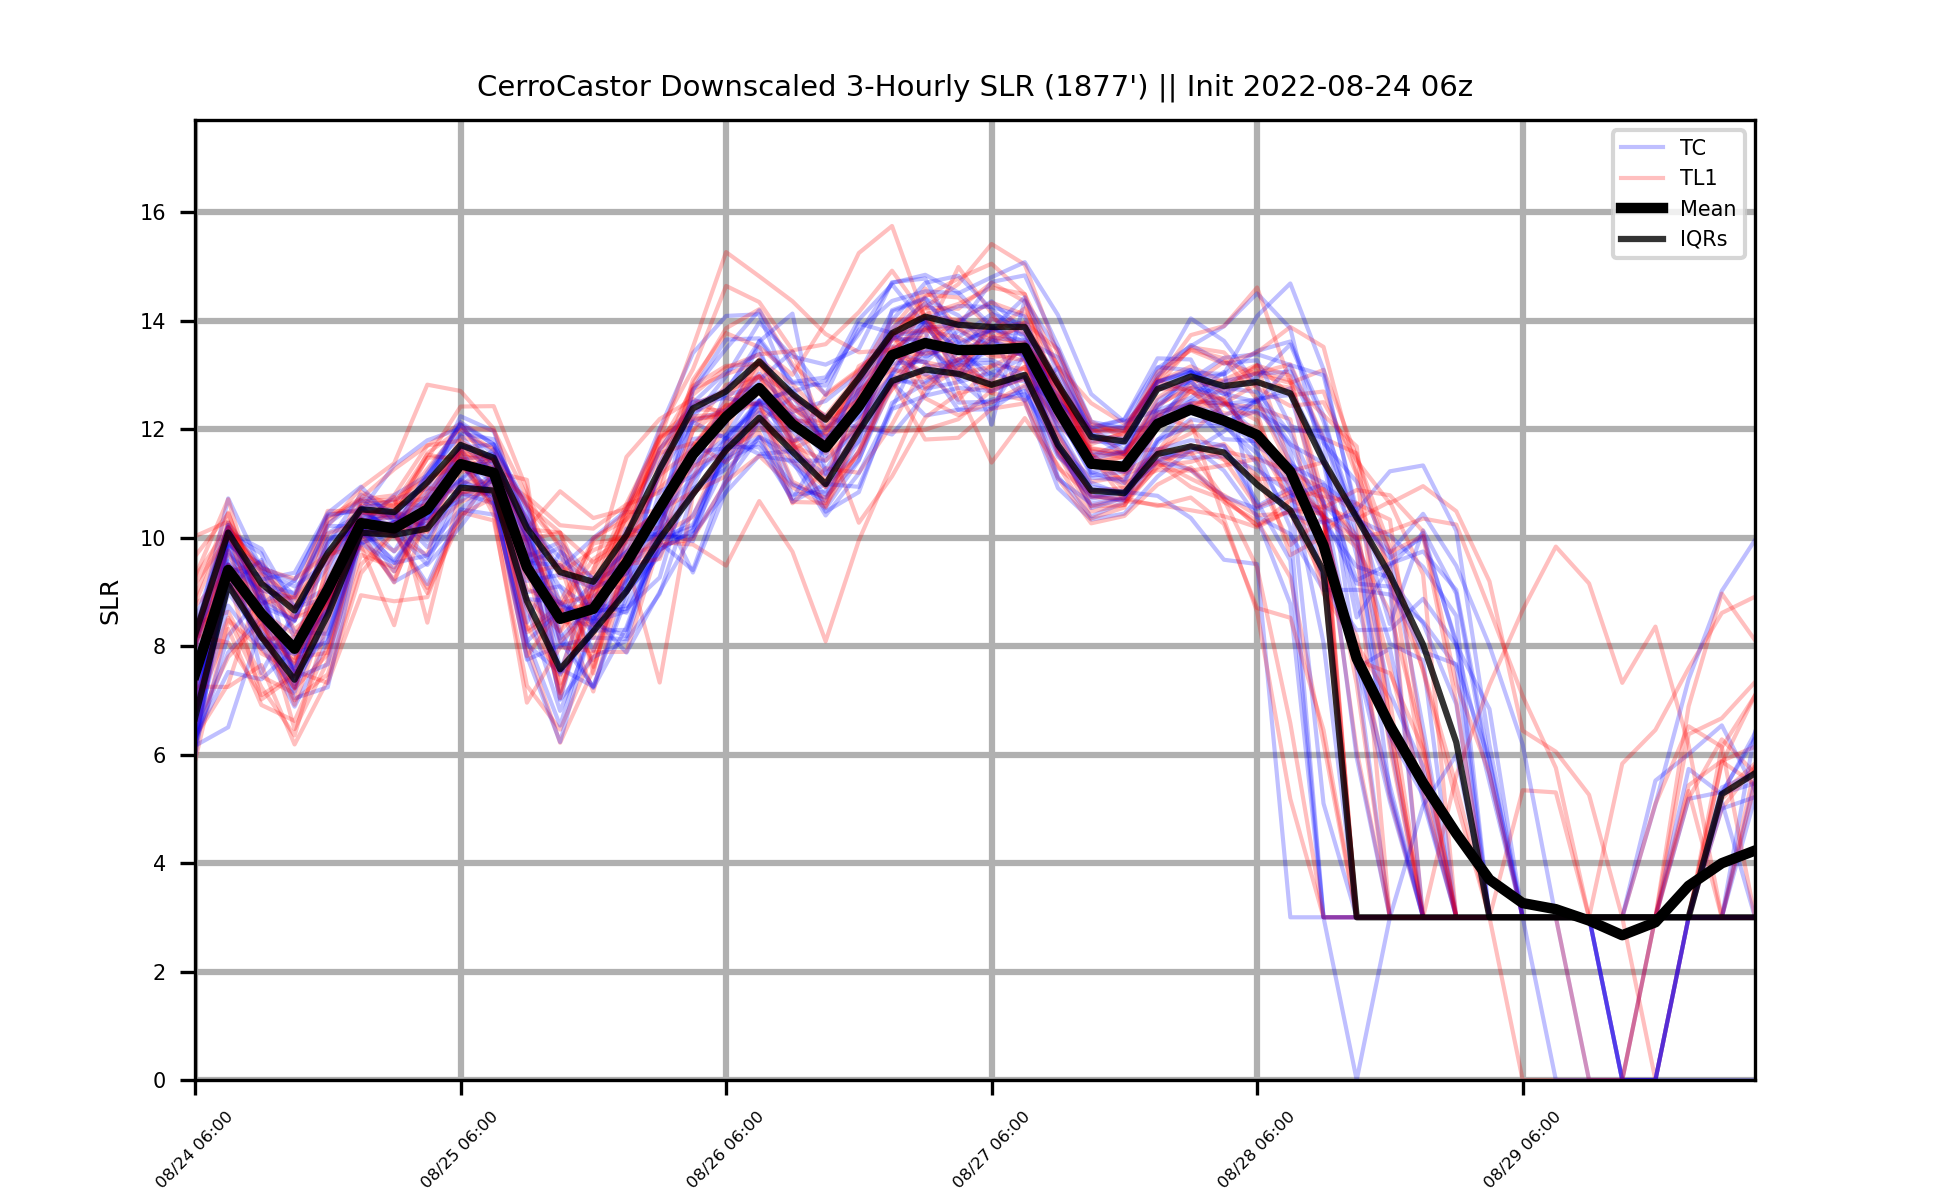 CerroCastor Downscaled 3-Hourly SLR (1877') || Init 2022-08-24 06z
TC
TL1
Mean
IQRs
SLR
16
14
12
10
8
6
4
2
0
08/24 06:00
08/25 06:00
08/26 06:00
08/27 06:00
08/28 06:00
08/29 06:00